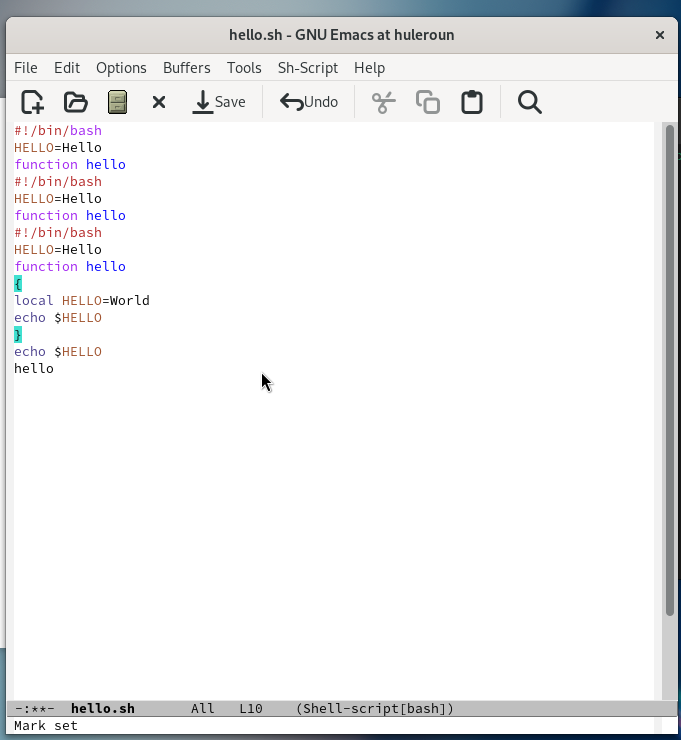 hello.sh - GNU Emacs at huleroun
File Edit Options Buffers Tools Sh-Script Help
Save Undo
#!/bin/bash
HELLO=Hello
function hello
#!/bin/bash
HELLO=Hello
function hello
#!/bin/bash
HELLO=Hello
function hello
{
local HELLO=World
echo $HELLO
}
echo $HELLO
hello
-:**- hello.sh All L10 (Shell-script[bash])
Mark set